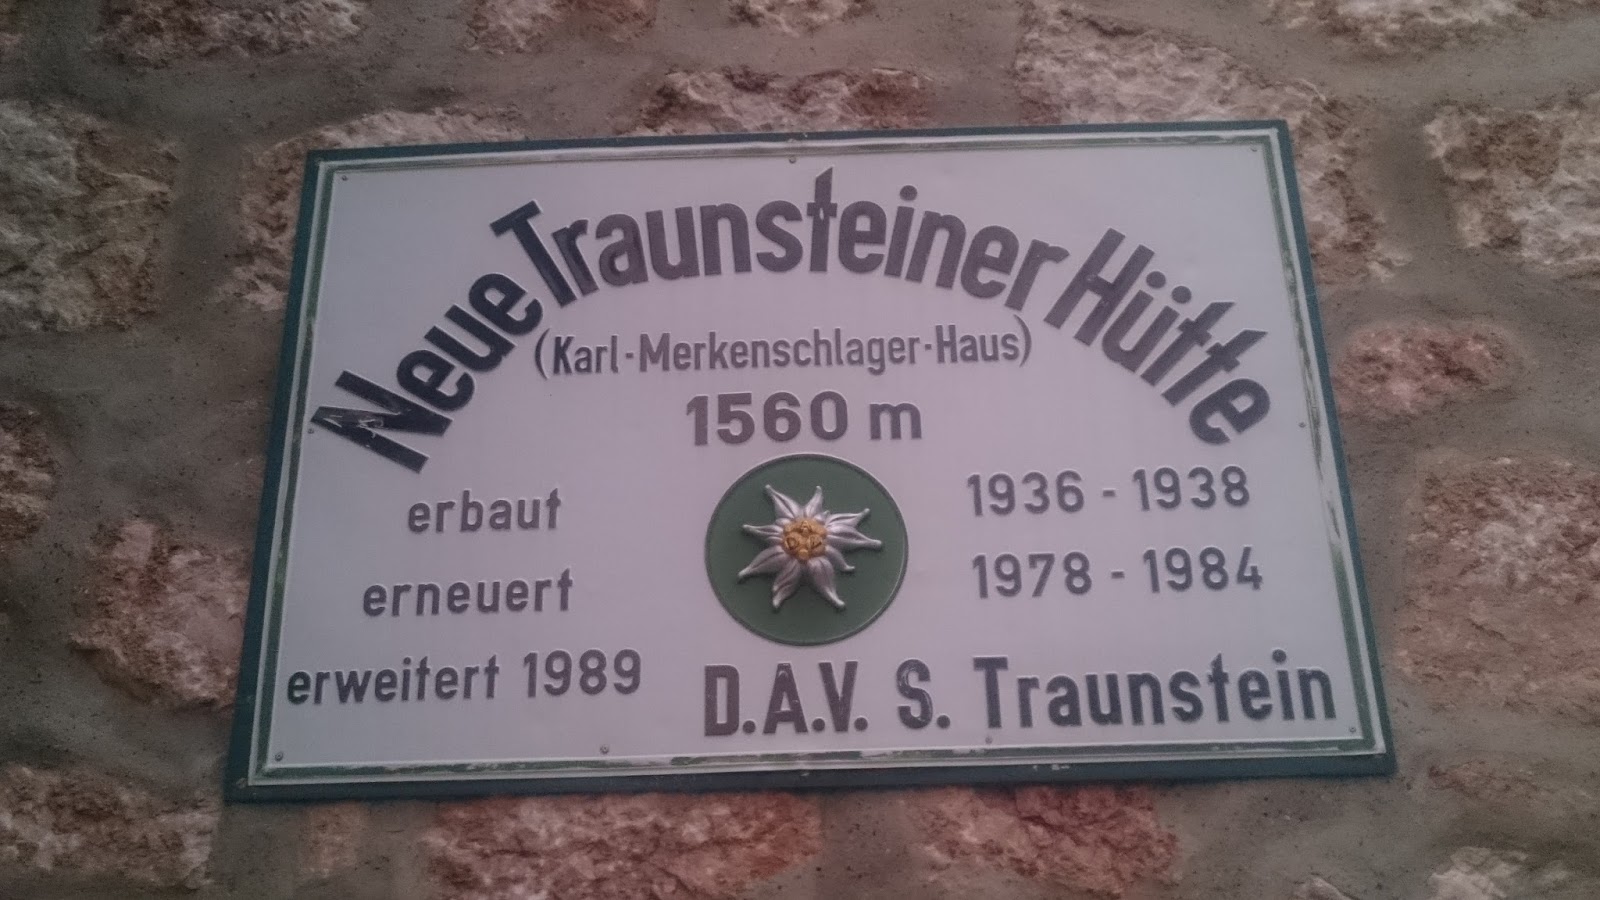 Neue Traunsteiner Hütte
(Karl-Merkenschlager-Haus)
1560 m
erbaut 1936 - 1938
erneuert 1978 - 1984
erweitert 1989
D.A.V. S. Traunstein